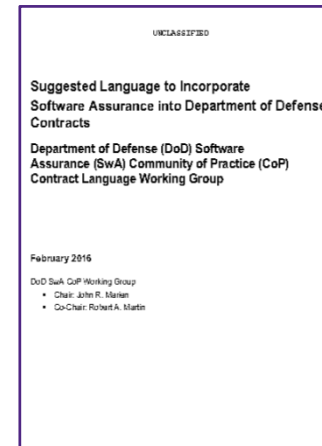 UNCLASSIFIED
Suggested Language to Incorporate
Software Assurance into Department of Defense
Contracts
Department of Defense (DoD) Software
Assurance (SwA) Community of Practice (CoP)
Contract Language Working Group
February 2016
DoD SwA CoP Working Group
• Chair: John R. Marien
• Co-Chair: Robert A. Martin